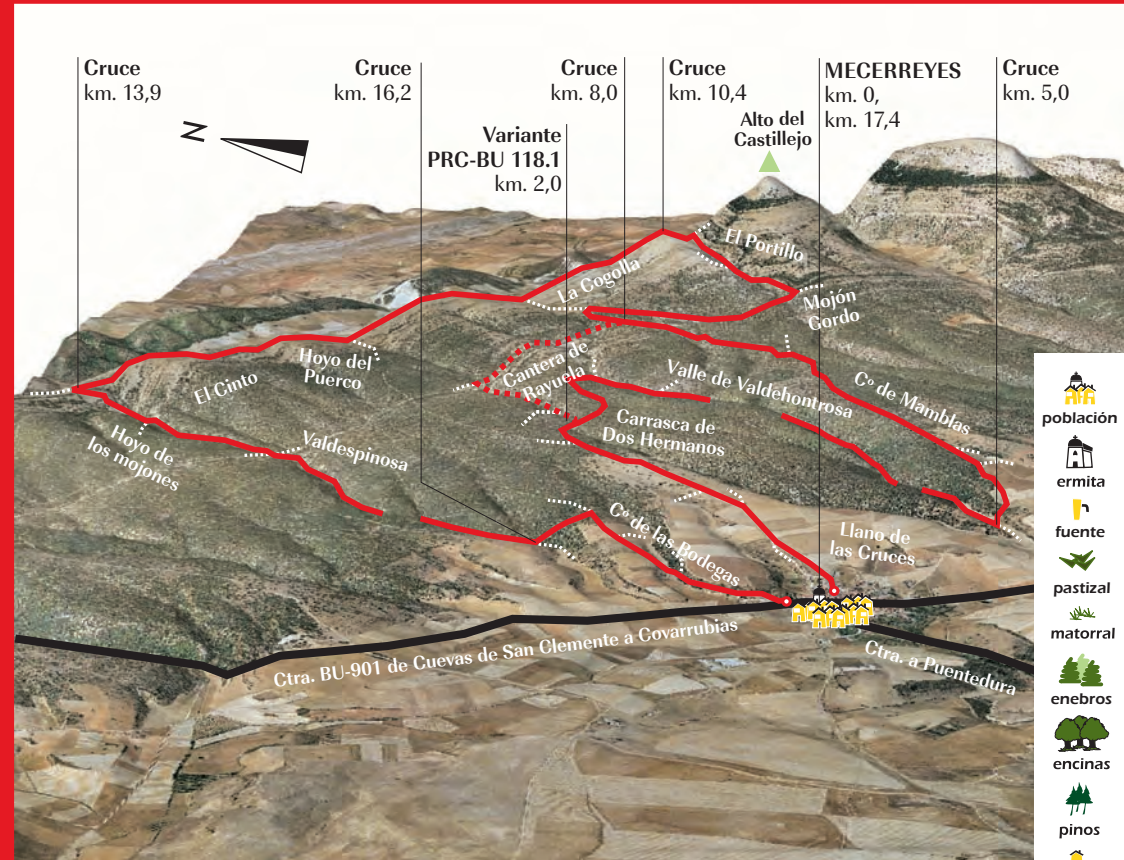 Cruce
km. 13,9
Cruce
km. 16,2
Cruce
km. 8,0
Cruce
km. 10,4
MECERREYES
km. 0,
km. 17,4
Cruce
km. 5,0
N
Variante
PRC-BU 118.1
km. 2,0
Alto del
Castillejo
El Portillo
La Cogolla
Mojón
Gordo
Hoyo del
Puerco
El Cinto
Cantera de
Rayuela
Valle de Valdehontrosa
Cº de Mamblas
Carrasca de
Dos Hermanos
Hoyo de
los mojones
Valdespinosa
Cº de las Bodegas
Llano de
las Cruces
Ctra. BU-901 de Cuevas de San Clemente a Covarrubias
Ctra. a Puentedura
población
ermita
fuente
pastizal
matorral
enebros
encinas
pinos